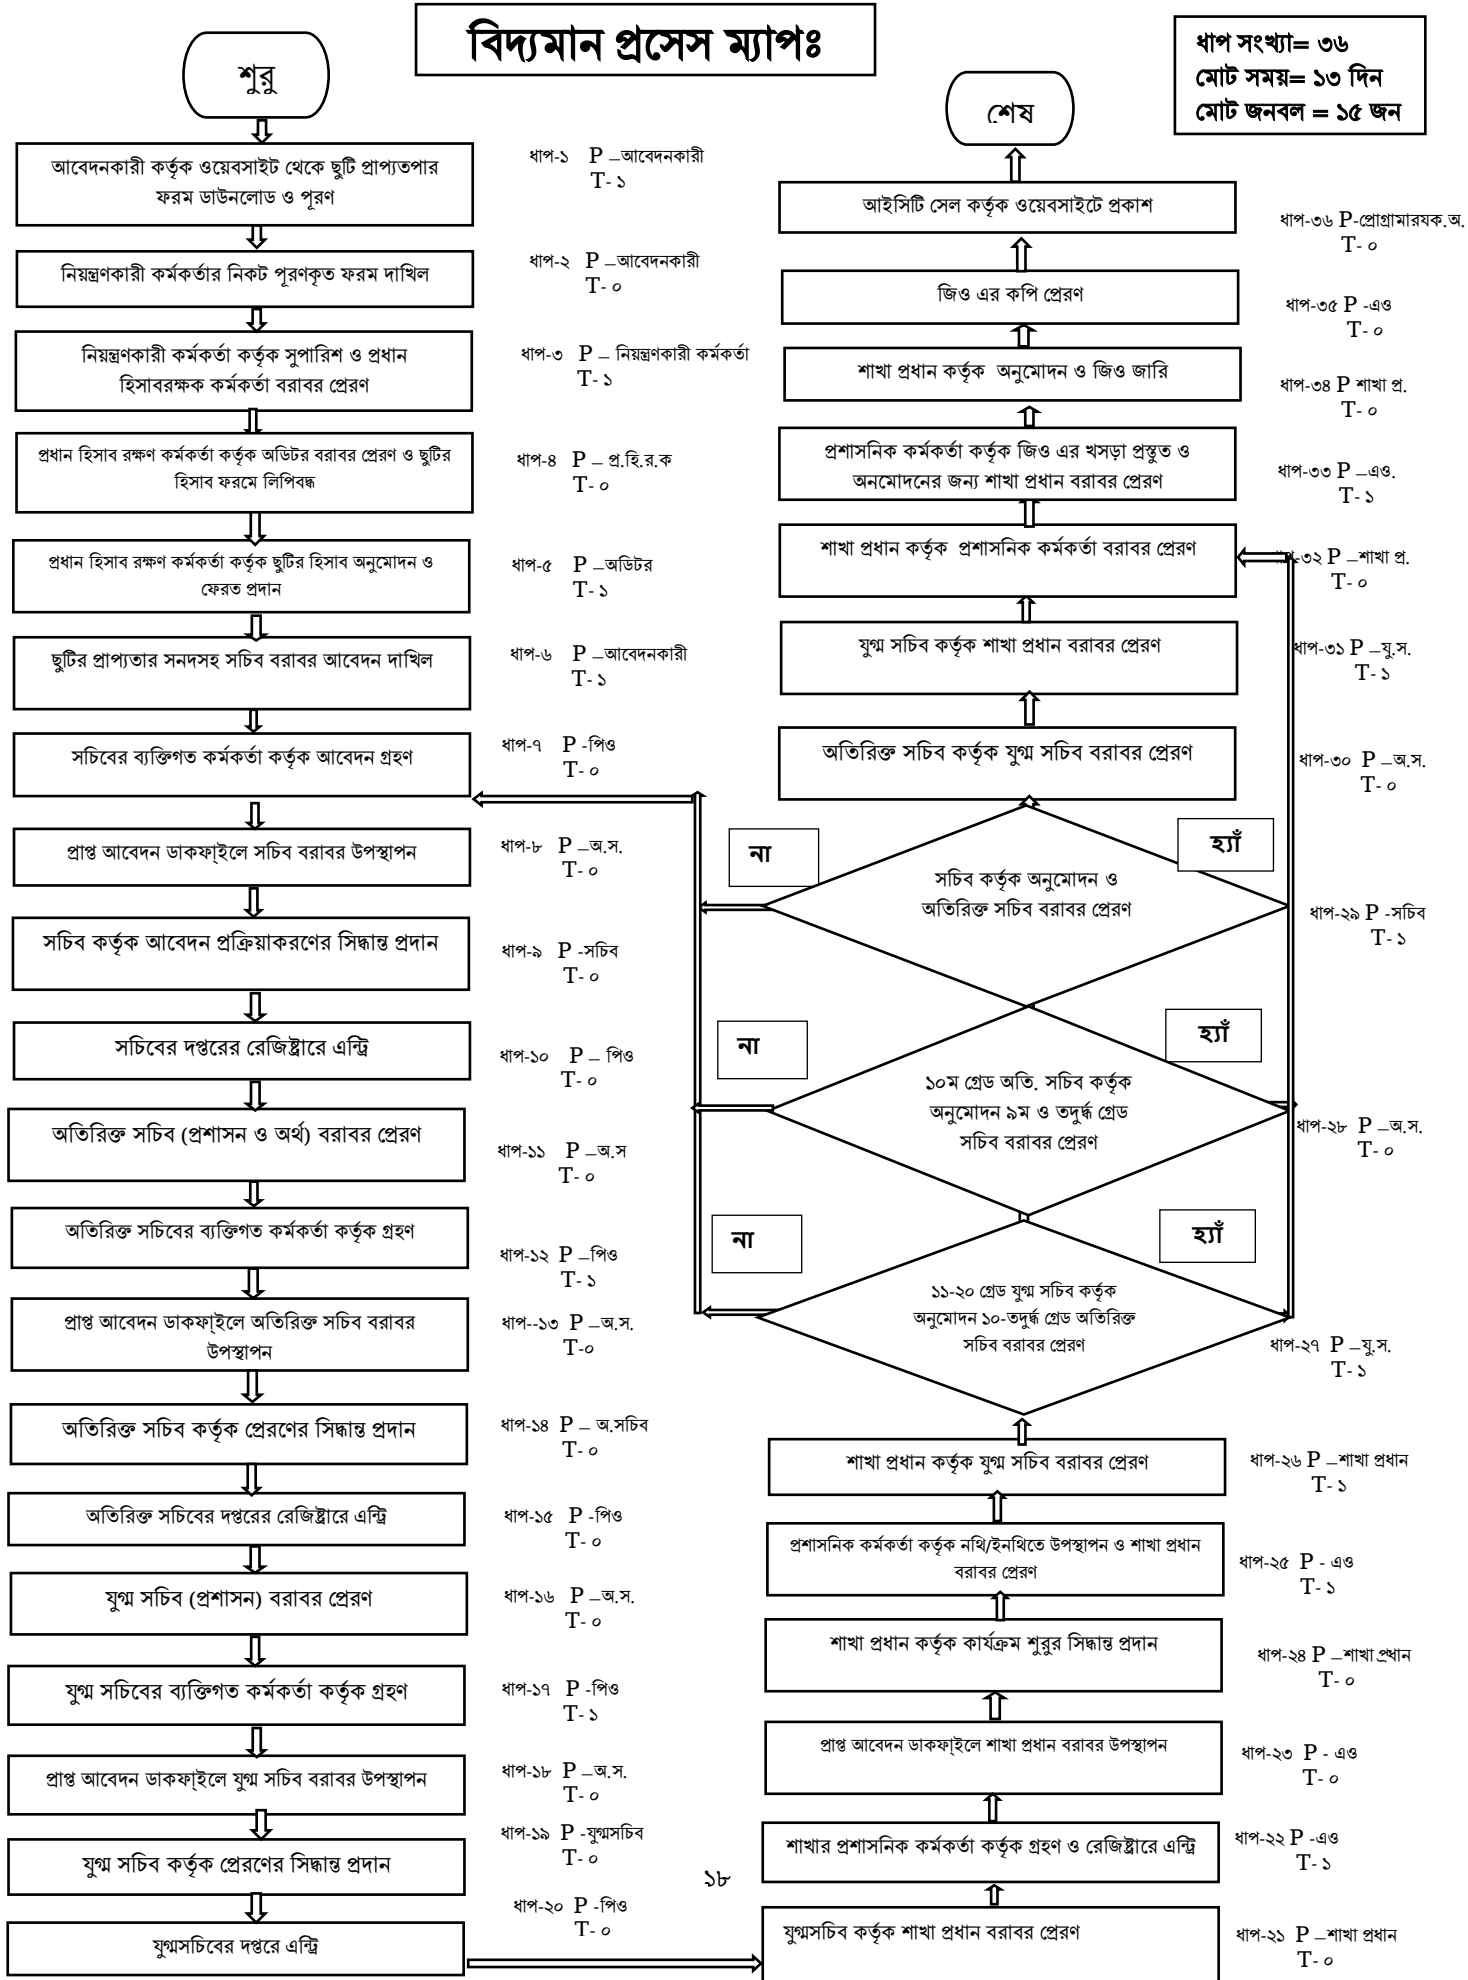 বিদ্যমান প্রসেস ম্যাপঃ
ধাপ সংখ্যা= ৩৬
মোট সময়= ১৩ দিন
মোট জনবল = ১৫ জন
শুরু
আবেদনকারী কর্তৃক ওয়েবসাইট থেকে ছুটি প্রাপ্যতপার
ফরম ডাউনলোড ও পূরণ
ধাপ-১ P –আবেদনকারী
T- ১
নিয়ন্ত্রণকারী কর্মকর্তার নিকট পূরণকৃত ফরম দাখিল
ধাপ-২ P –আবেদনকারী
T- ০
নিয়ন্ত্রণকারী কর্মকর্তা কর্তৃক সুপারিশ ও প্রধান
হিসাবরক্ষক কর্মকর্তা বরাবর প্রেরণ
ধাপ-৩ P – নিয়ন্ত্রণকারী কর্মকর্তা
T- ১
প্রধান হিসাব রক্ষণ কর্মকর্তা কর্তৃক অডিটর বরাবর প্রেরণ ও ছুটির
হিসাব ফরমে লিপিবদ্ধ
ধাপ-৪ P – প্র.হি.র.ক
T- ০
প্রধান হিসাব রক্ষণ কর্মকর্তা কর্তৃক ছুটির হিসাব অনুমোদন ও
ফেরত প্রদান
ধাপ-৫ P –অডিটর
T- ১
ছুটির প্রাপ্যতার সনদসহ সচিব বরাবর আবেদন দাখিল
ধাপ-৬ P –আবেদনকারী
T- ১
সচিবের ব্যক্তিগত কর্মকর্তা কর্তৃক আবেদন গ্রহণ
ধাপ-৭ P -পিও
T- ০
প্রাপ্ত আবেদন ডাকফা্ইলে সচিব বরাবর উপস্থাপন
ধাপ-৮ P –অ.স.
T- ০
সচিব কর্তৃক আবেদন প্রক্রিয়াকরণের সিদ্ধান্ত প্রদান
ধাপ-৯ P -সচিব
T- ০
সচিবের দপ্তরের রেজিষ্ট্রারে এন্ট্রি
ধাপ-১০ P – পিও
T- ০
অতিরিক্ত সচিব (প্রশাসন ও অর্থ) বরাবর প্রেরণ
ধাপ-১১ P –অ.স
T- ০
অতিরিক্ত সচিবের ব্যক্তিগত কর্মকর্তা কর্তৃক গ্রহণ
ধাপ-১২ P –পিও
T- ১
প্রাপ্ত আবেদন ডাকফা্ইলে অতিরিক্ত সচিব বরাবর
উপস্থাপন
ধাপ--১৩ P –অ.স.
T-০
অতিরিক্ত সচিব কর্তৃক প্রেরণের সিদ্ধান্ত প্রদান
ধাপ-১৪ P – অ.সচিব
T- ০
অতিরিক্ত সচিবের দপ্তরের রেজিষ্ট্রারে এন্ট্রি
ধাপ-১৫ P -পিও
T- ০
যুগ্ম সচিব (প্রশাসন) বরাবর প্রেরণ
ধাপ-১৬ P –অ.স.
T- ০
যুগ্ম সচিবের ব্যক্তিগত কর্মকর্তা কর্তৃক গ্রহণ
ধাপ-১৭ P -পিও
T- ১
প্রাপ্ত আবেদন ডাকফা্ইলে যুগ্ম সচিব বরাবর উপস্থাপন
ধাপ-১৮ P –অ.স.
T- ০
যুগ্ম সচিব কর্তৃক প্রেরণের সিদ্ধান্ত প্রদান
ধাপ-১৯ P -যুগ্মসচিব
T- ০
যুগ্মসচিবের দপ্তরে এন্ট্রি
ধাপ-২০ P -পিও
T- ০
১৮
শেষ
আইসিটি সেল কর্তৃক ওয়েবসাইটে প্রকাশ
ধাপ-৩৬ P-প্রোগ্রামারযক.অ.
T- ০
জিও এর কপি প্রেরণ
ধাপ-৩৫ P -এও
T- ০
শাখা প্রধান কর্তৃক অনুমোদন ও জিও জারি
ধাপ-৩৪ P শাখা প্র.
T- ০
প্রশাসনিক কর্মকর্তা কর্তৃক জিও এর খসড়া প্রস্তুত ও
অনমোদনের জন্য শাখা প্রধান বরাবর প্রেরণ
ধাপ-৩৩ P –এও.
T- ১
শাখা প্রধান কর্তৃক প্রশাসনিক কর্মকর্তা বরাবর প্রেরণ
-৩২ P –শাখা প্র.
T- ০
যুগ্ম সচিব কর্তৃক শাখা প্রধান বরাবর প্রেরণ
ধাপ-৩১ P –যু.স.
T- ১
অতিরিক্ত সচিব কর্তৃক যুগ্ম সচিব বরাবর প্রেরণ
ধাপ-৩০ P –অ.স.
T- ০
না
হ্যাঁ
সচিব কর্তৃক অনুমোদন ও
অতিরিক্ত সচিব বরাবর প্রেরণ
ধাপ-২৯ P -সচিব
T- ১
না
হ্যাঁ
১০ম গ্রেড অতি. সচিব কর্তৃক
অনুমোদন ৯ম ও তদুর্দ্ধ গ্রেড
সচিব বরাবর প্রেরণ
ধাপ-২৮ P –অ.স.
T- ০
না
হ্যাঁ
১১-২০ গ্রেড যুগ্ম সচিব কর্তৃক
অনুমোদন ১০-তদুর্দ্ধ গ্রেড অতিরিক্ত
সচিব বরাবর প্রেরণ
ধাপ-২৭ P –যু.স.
T- ১
শাখা প্রধান কর্তৃক যুগ্ম সচিব বরাবর প্রেরণ
ধাপ-২৬ P –শাখা প্রধান
T- ১
প্রশাসনিক কর্মকর্তা কর্তৃক নথি/ইনথিতে উপস্থাপন ও শাখা প্রধান
বরাবর প্রেরণ
ধাপ-২৫ P - এও
T- ১
শাখা প্রধান কর্তৃক কার্যক্রম শুরুর সিদ্ধান্ত প্রদান
ধাপ-২৪ P –শাখা প্রধান
T- ০
প্রাপ্ত আবেদন ডাকফা্ইলে শাখা প্রধান বরাবর উপস্থাপন
ধাপ-২৩ P - এও
T- ০
শাখার প্রশাসনিক কর্মকর্তা কর্তৃক গ্রহণ ও রেজিষ্ট্রারে এন্ট্রি
ধাপ-২২ P -এও
T- ১
যুগ্মসচিব কর্তৃক শাখা প্রধান বরাবর প্রেরণ
ধাপ-২১ P –শাখা প্রধান
T- ০